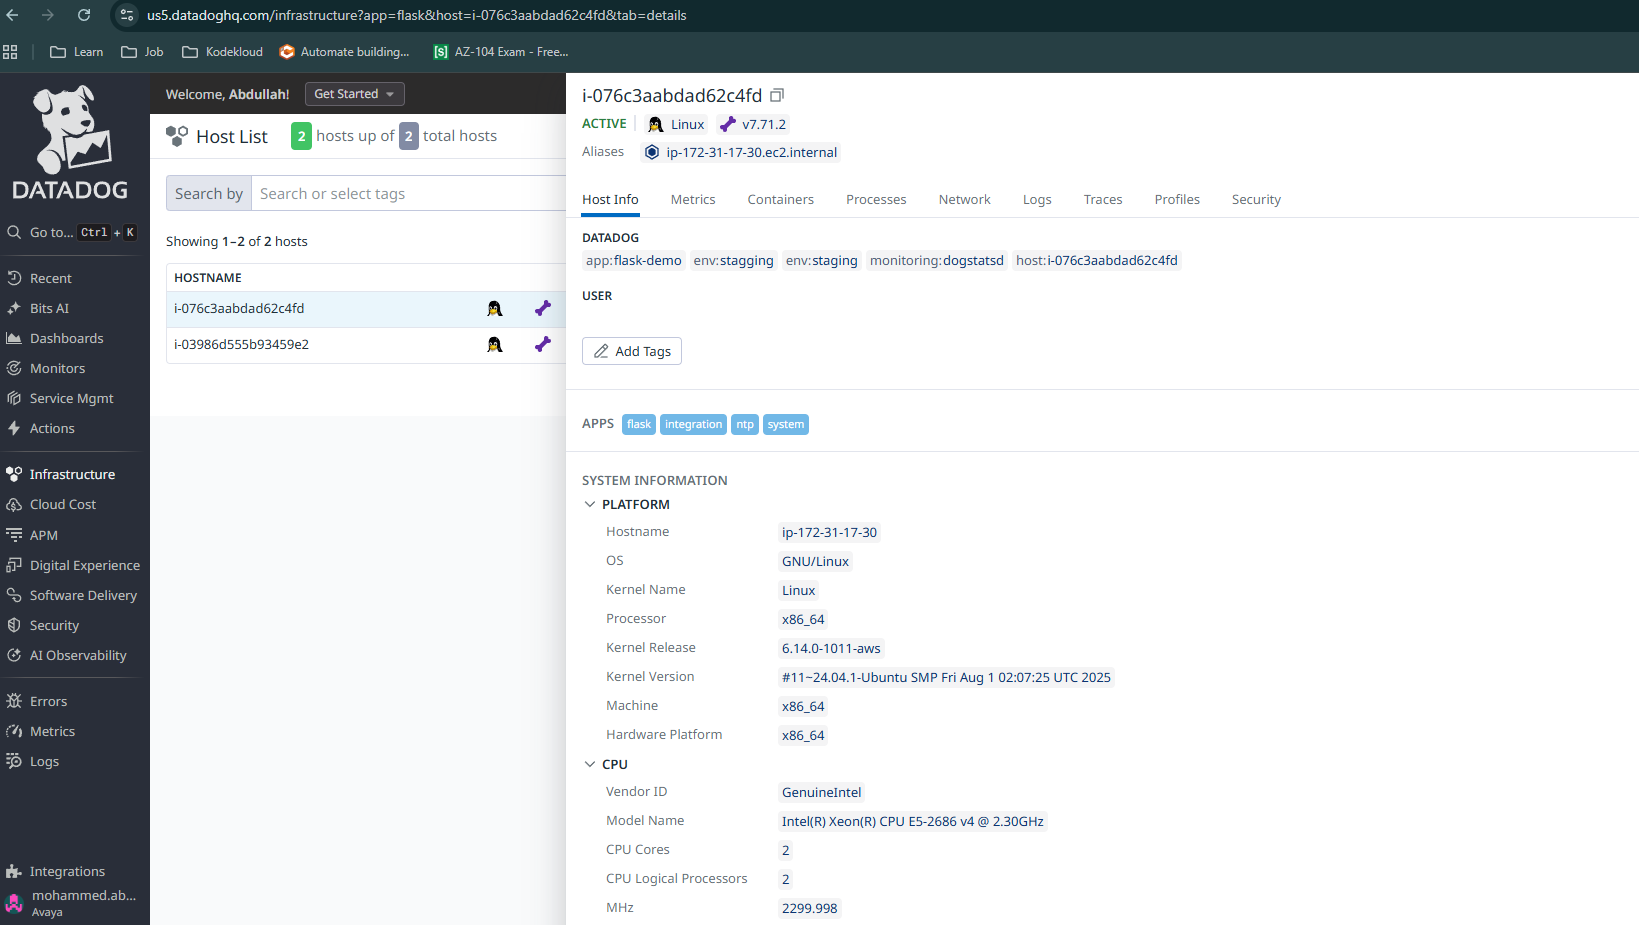 us5.datadoghq.com/infrastructure?app=flask&host=i-076c3aabdad62c4fd&tab=details
Learn
Job
Kodekloud
Automate building...
[S] AZ-104 Exam - Free...
DATADOG
Go to... Ctrl + K
Recent
Bits AI
Dashboards
Monitors
Service Mgmt
Actions
Infrastructure
Cloud Cost
APM
Digital Experience
Software Delivery
Security
AI Observability
Errors
Metrics
Logs
Integrations
mohammed.ab...
Avaya
Welcome, Abdullah!
Get Started
Host List
2 hosts up of 2 total hosts
Search by
Search or select tags
Showing 1–2 of 2 hosts
HOSTNAME
i-076c3aabdad62c4fd
i-03986d555b93459e2
i-076c3aabdad62c4fd
ACTIVE
Linux
v7.71.2
Aliases
ip-172-31-17-30.ec2.internal
Host Info
Metrics
Containers
Processes
Network
Logs
Traces
Profiles
Security
DATADOG
app:flask-demo env:stagging env:staging monitoring:dogstatsd host:i-076c3aabdad62c4fd
USER
Add Tags
APPS flask integration ntp system
SYSTEM INFORMATION
PLATFORM
Hostname ip-172-31-17-30
OS GNU/Linux
Kernel Name Linux
Processor x86_64
Kernel Release 6.14.0-1011-aws
Kernel Version #11~24.04.1-Ubuntu SMP Fri Aug 1 02:07:25 UTC 2025
Machine x86_64
Hardware Platform x86_64
CPU
Vendor ID GenuineIntel
Model Name Intel(R) Xeon(R) CPU E5-2686 v4 @ 2.30GHz
CPU Cores 2
CPU Logical Processors 2
MHz 2299.998